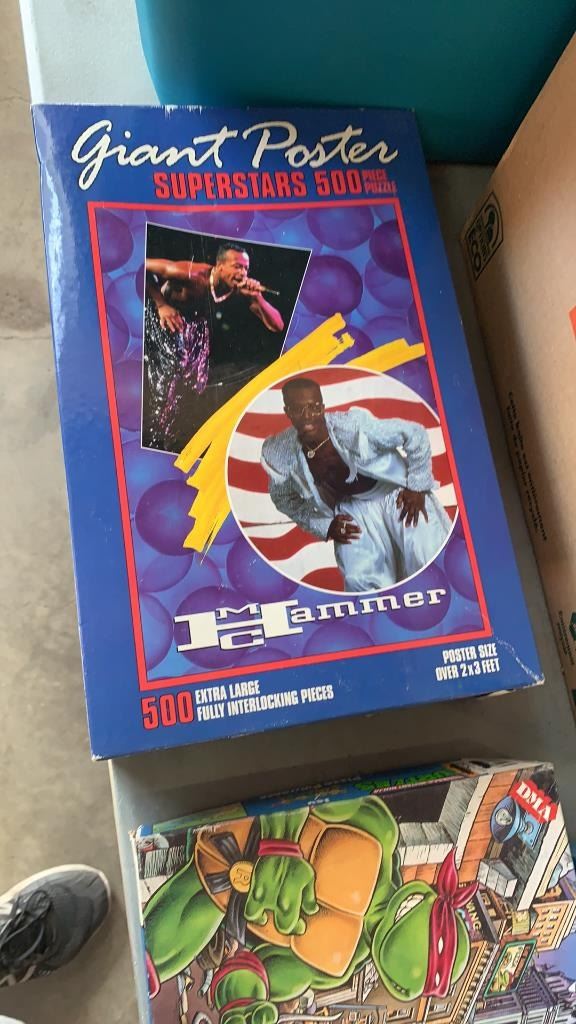 Giant Poster
SUPERSTARS 500 PIECE PUZZLE
MC Hammer
500 EXTRA LARGE
FULLY INTERLOCKING PIECES
POSTER SIZE
OVER 2 X 3 FEET
DMA